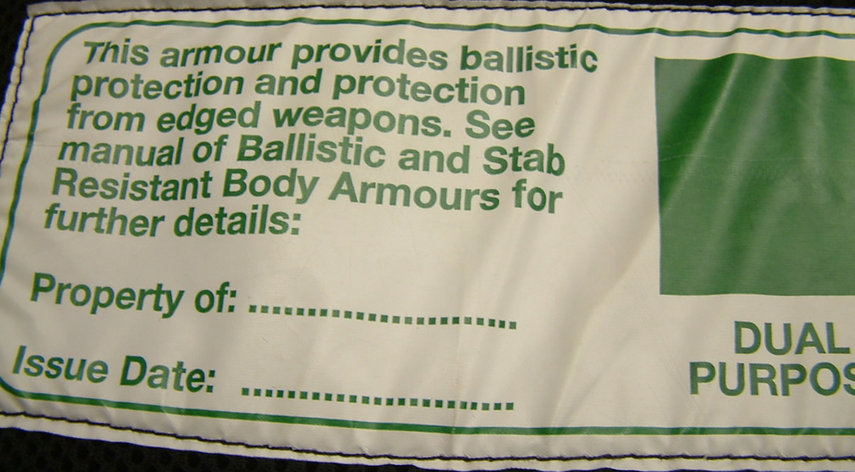 This armour provides ballistic
protection and protection
from edged weapons. See
manual of Ballistic and Stab
Resistant Body Armours for
further details:
Property of: .......................
Issue Date: .......................
DUAL
PURPOS